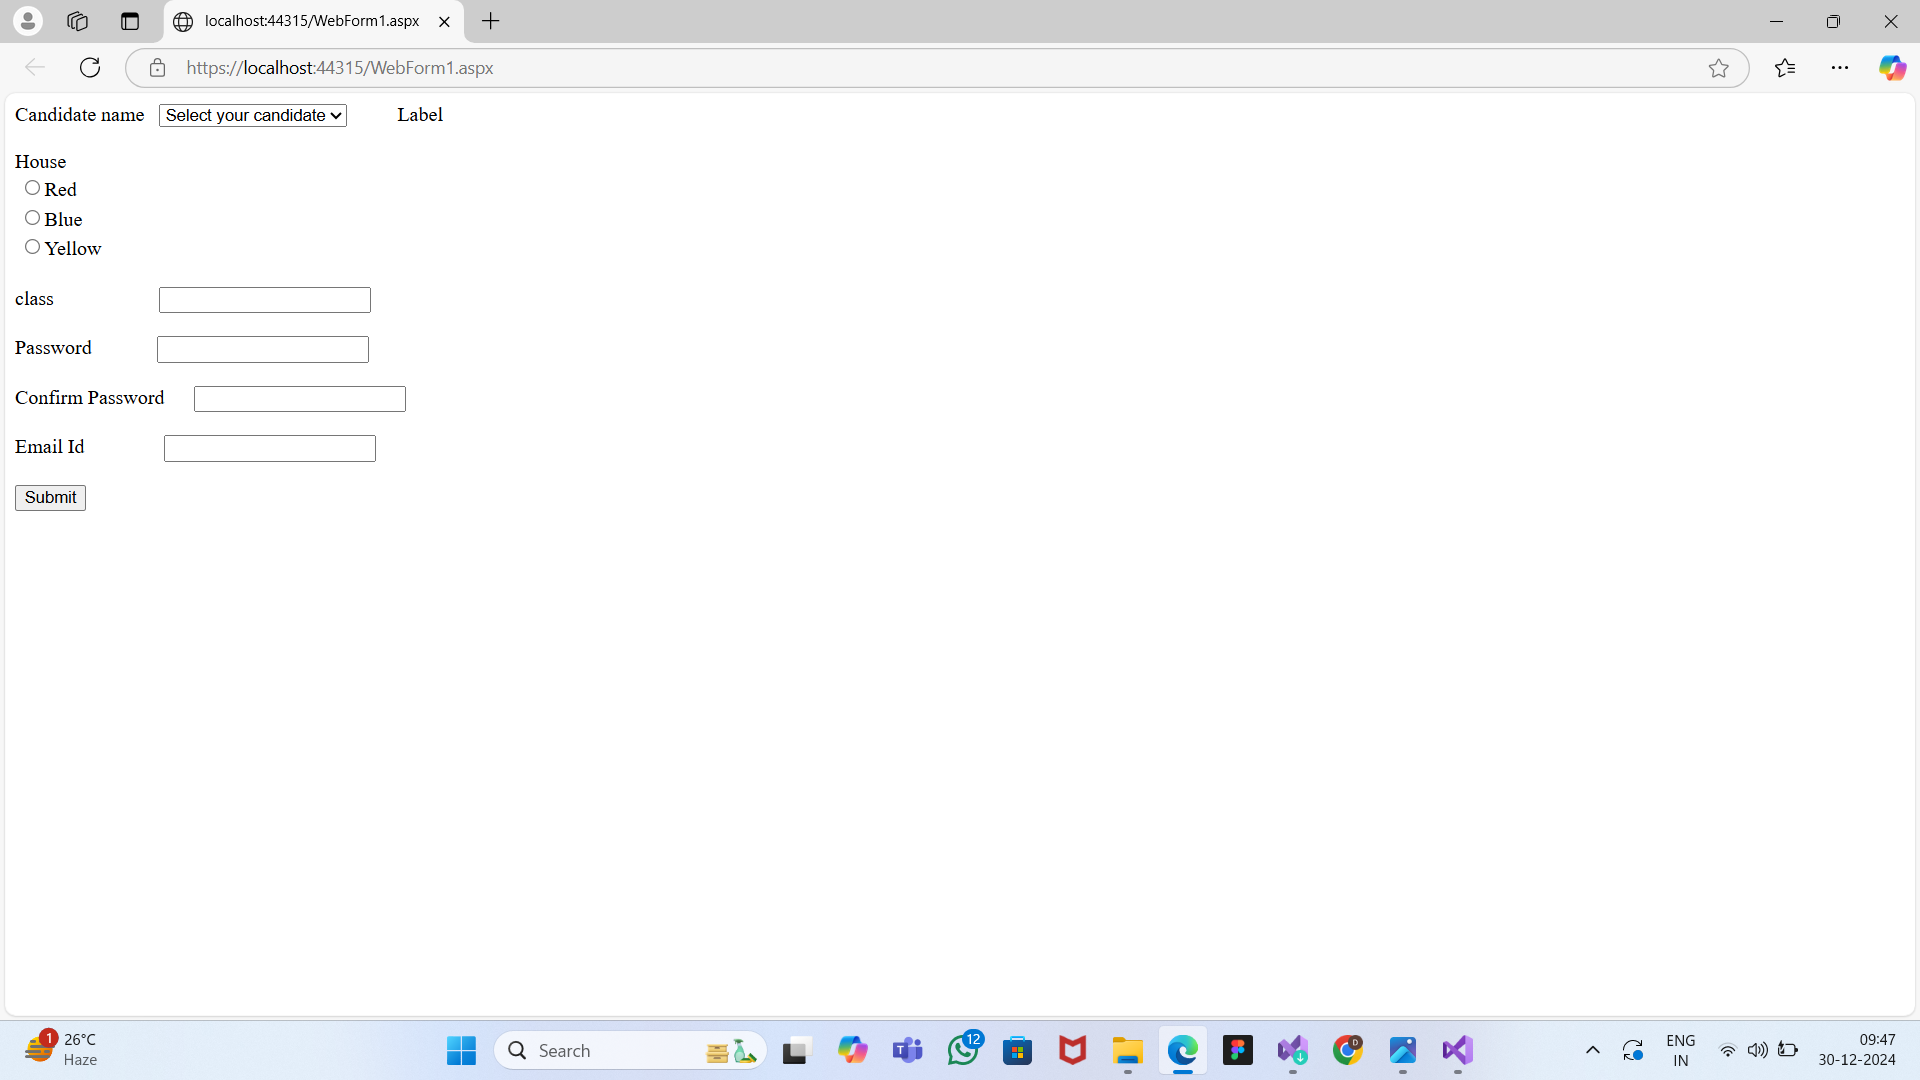 localhost:44315/WebForm1.aspx
https://localhost:44315/WebForm1.aspx
Candidate name Select your candidate Label
House
Red
Blue
Yellow
class
Password
Confirm Password
Email Id
Submit
1 26°C
Haze
Search
T
12
D
ENG
IN
09:47
30-12-2024